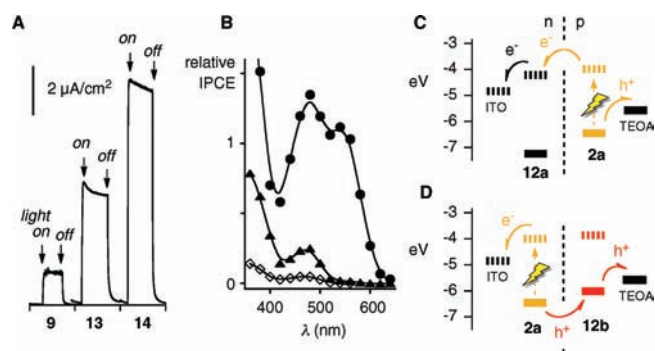 A
on
off
2 µA/cm²
on
off
light
on off
9 13 14
B
relative
IPCE
1
0
400 500 600
λ (nm)
C
n p
-3
-4
eV
-5
-6
-7
e⁻
e⁻
h⁺
ITO
TEOA
12a
2a
D
-3
-4
eV
-5
-6
-7
e⁻
ITO
h⁺
TEOA
2a
12b
h⁺